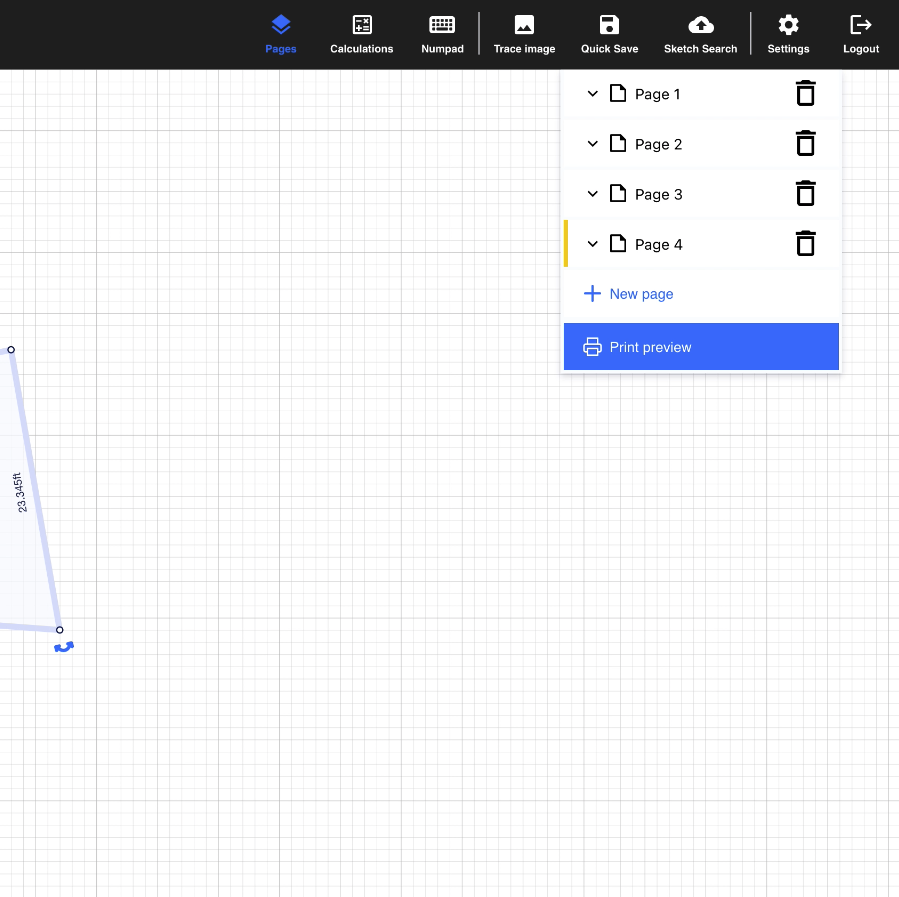 Pages Calculations Numpad Trace image Quick Save Sketch Search Settings Logout
Page 1
Page 2
Page 3
Page 4
New page
Print preview
23.345ft